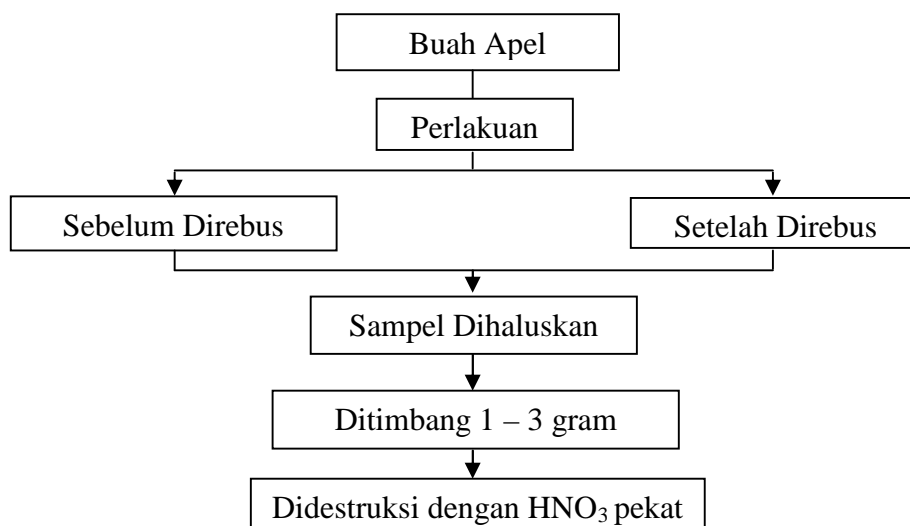 Buah Apel
Perlakuan
Sebelum Direbus
Setelah Direbus
Sampel Dihaluskan
Ditimbang 1 – 3 gram
Didestruksi dengan HNO₃ pekat